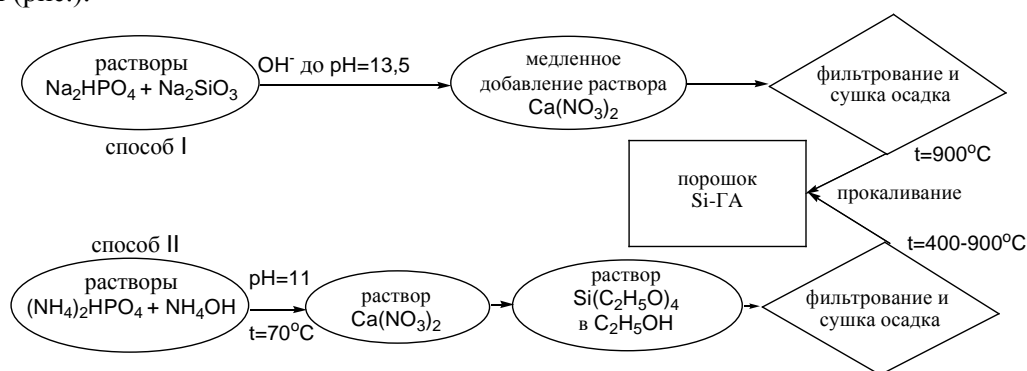 растворы
Na₂HPO₄ + Na₂SiO₃
способ I
OH⁻ до pH=13,5
медленное
добавление раствора
Ca(NO₃)₂
фильтрование и
сушка осадка
t=900°C
порошок
Si-ГА
прокаливание
t=400-900°C
способ II
растворы
(NH₄)₂HPO₄ + NH₄OH
pH=11
t=70°C
раствор
Ca(NO₃)₂
раствор
Si(C₂H₅O)₄
в C₂H₅OH
фильтрование и
сушка осадка